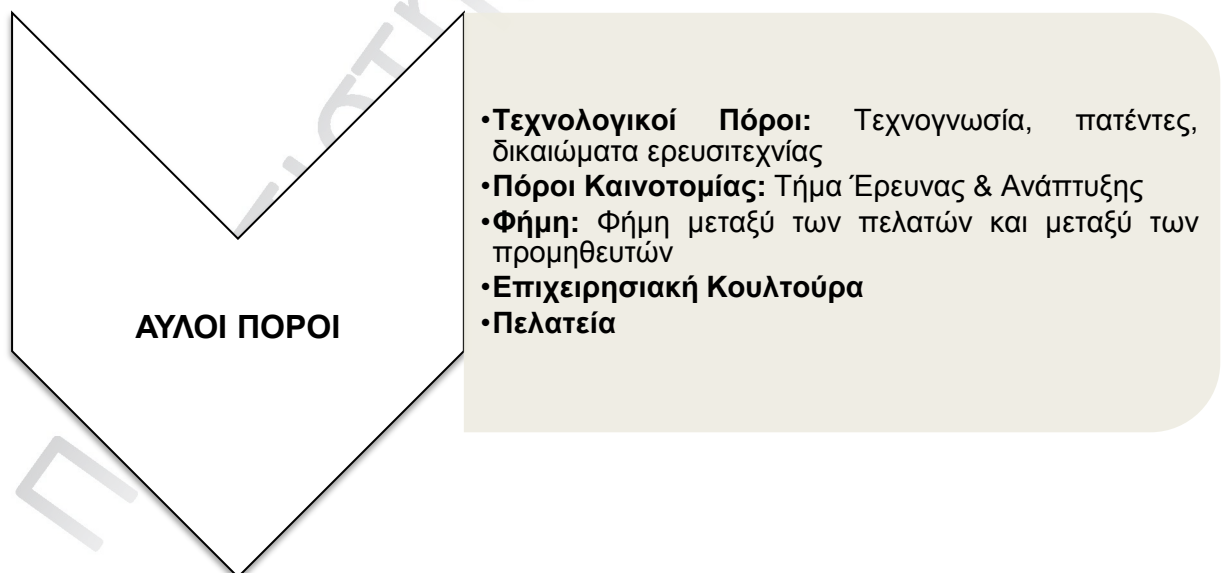 ΑΥΛΟΙ ΠΟΡΟΙ
•Τεχνολογικοί Πόροι: Τεχνογνωσία, πατέντες,
δικαιώματα ερευσιτεχνίας
•Πόροι Καινοτομίας: Τήμα Έρευνας & Ανάπτυξης
•Φήμη: Φήμη μεταξύ των πελατών και μεταξύ των
προμηθευτών
•Επιχειρησιακή Κουλτούρα
•Πελατεία